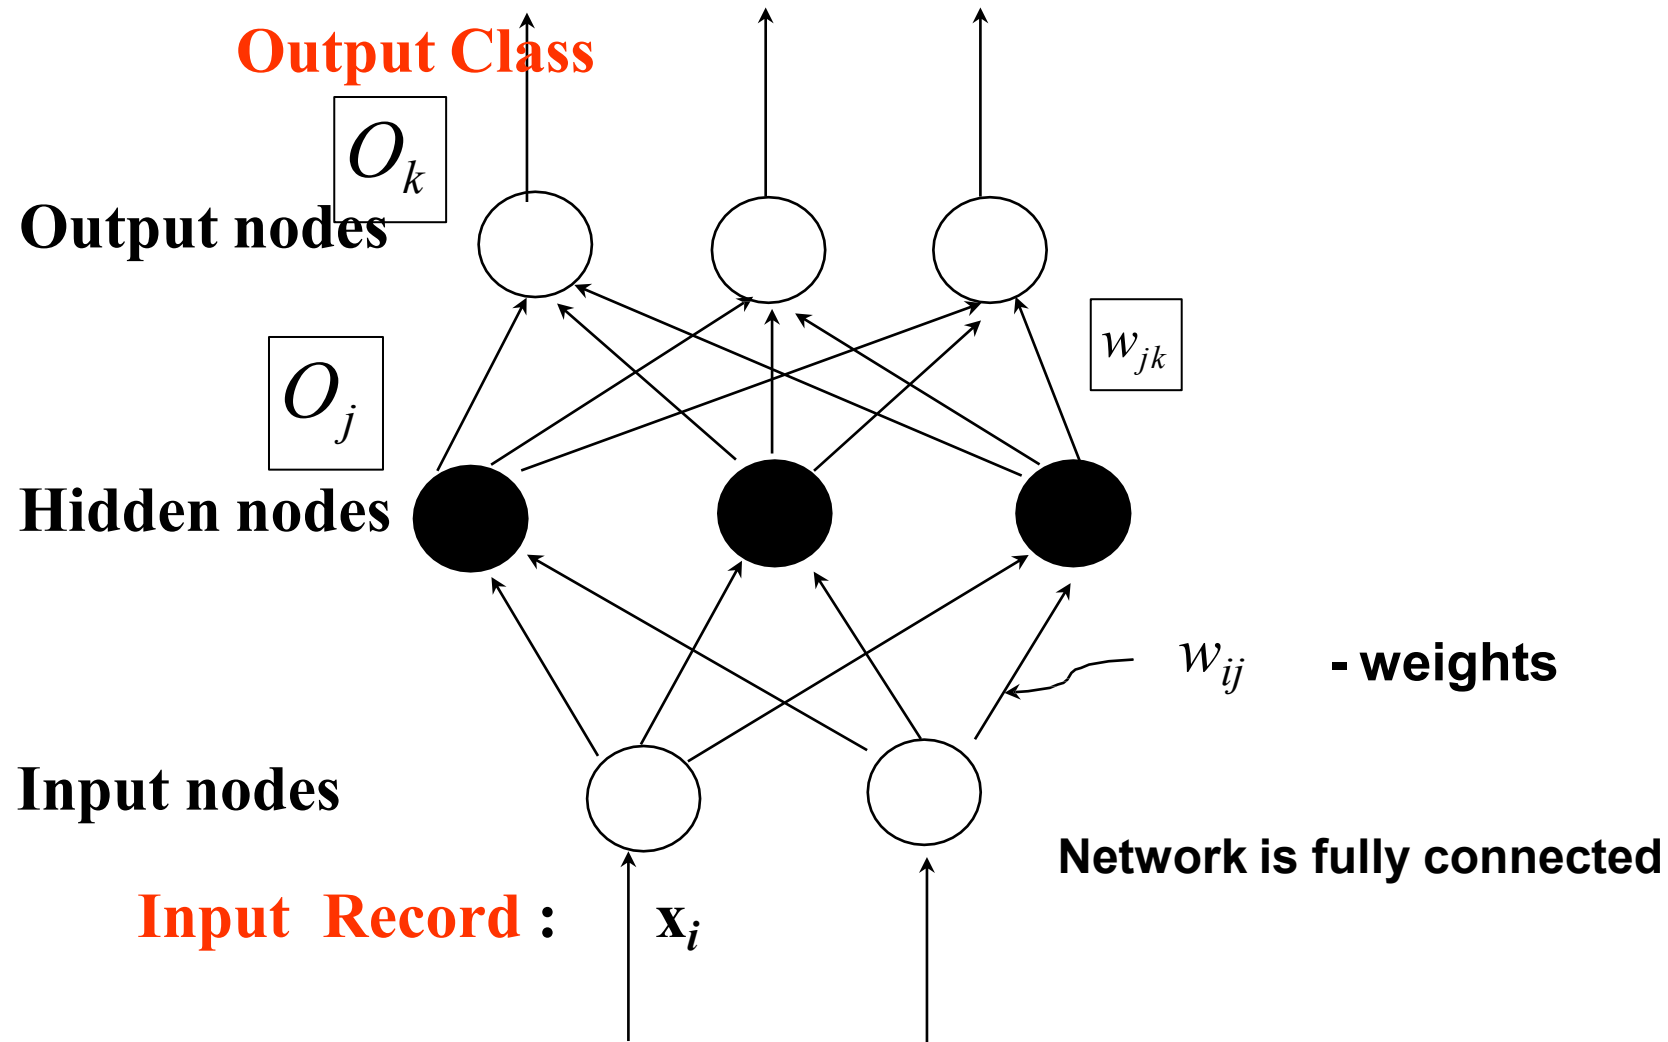 Output Class
O_k
Output nodes
w_jk
O_j
Hidden nodes
w_ij - weights
Input nodes
Network is fully connected
Input Record : x_i